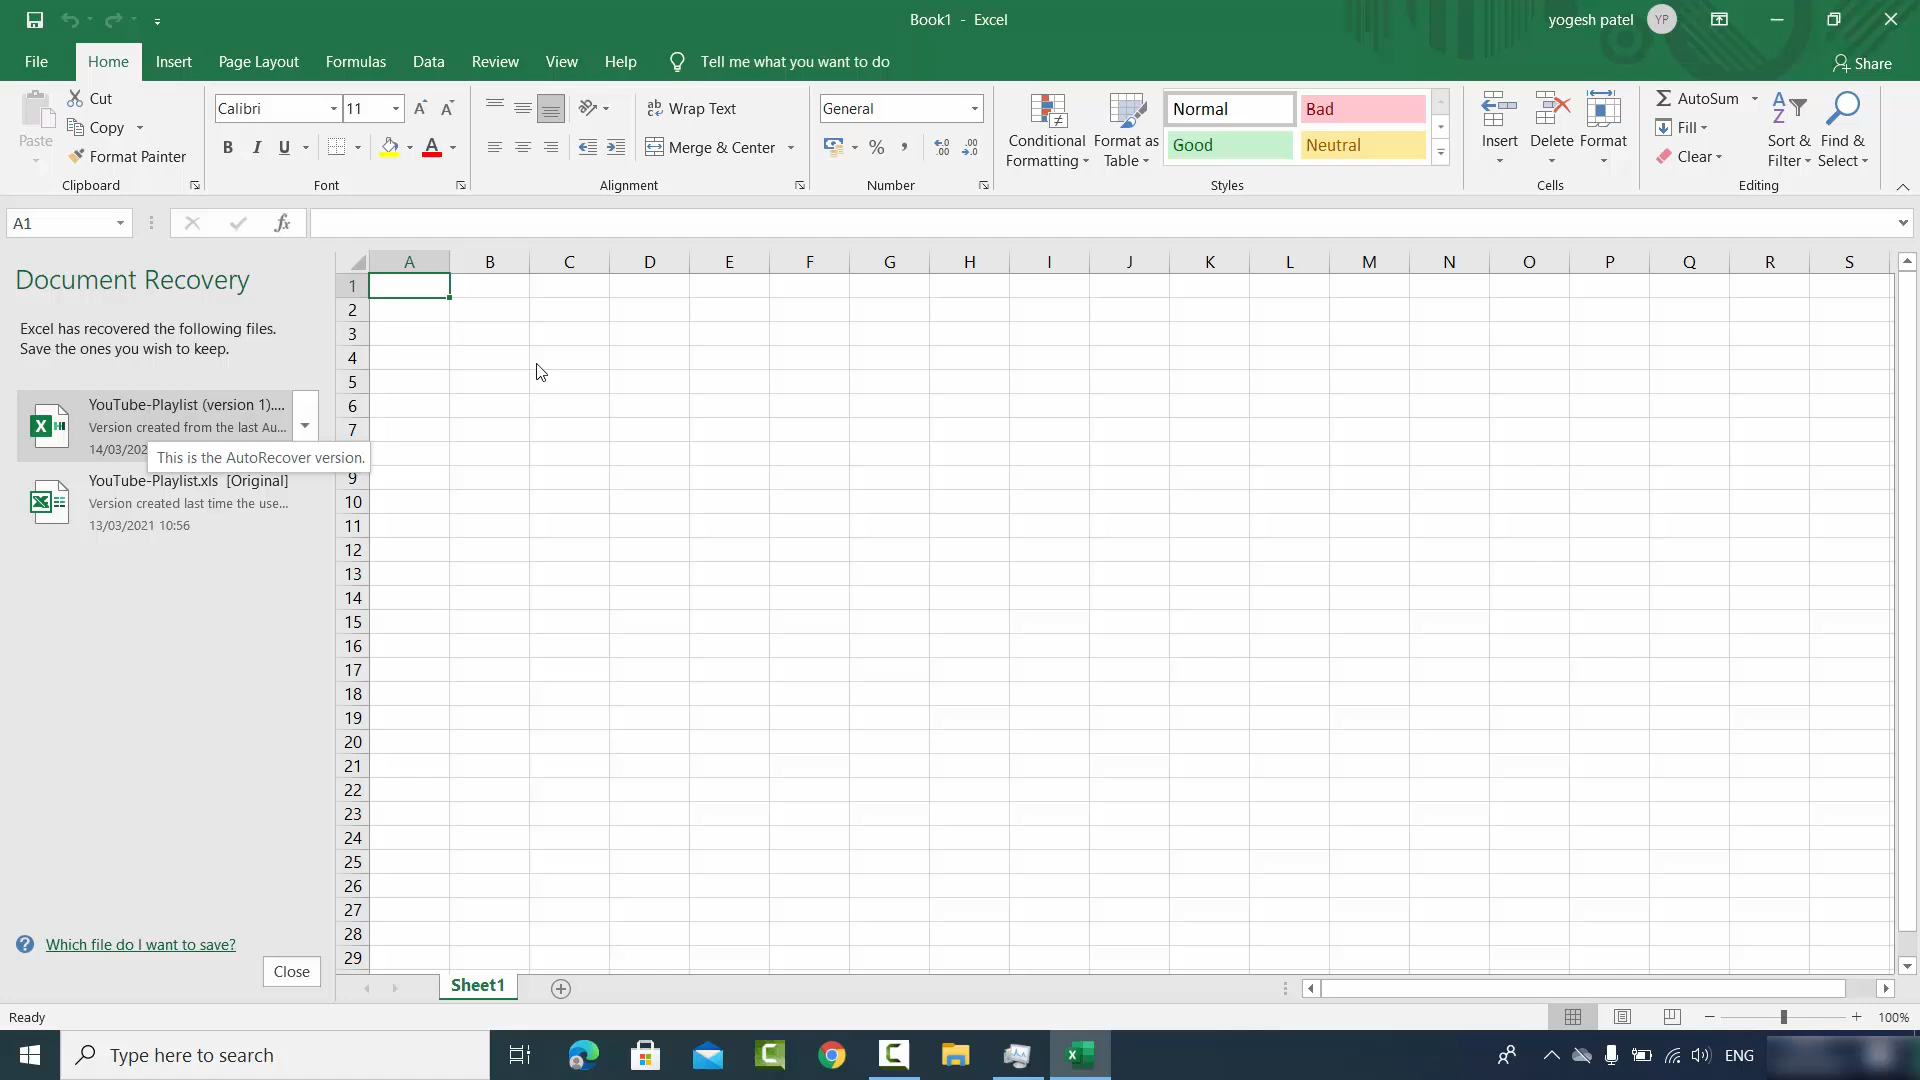 Book1 - Excel
yogesh patel YP
File Home Insert Page Layout Formulas Data Review View Help Tell me what you want to do Share
Paste
Cut
Copy
Format Painter
Clipboard
Calibri 11
B I U A
Font
ab Wrap Text
Merge & Center
Alignment
General
% ,
Number
Conditional Formatting
Format as Table
Normal Bad
Good Neutral
Styles
Insert Delete Format
Cells
AutoSum
Fill
Clear
Sort & Filter
Find & Select
Editing
A1 fx
Document Recovery
Excel has recovered the following files.
Save the ones you wish to keep.
YouTube-Playlist (version 1)....
Version created from the last Au...
14/03/202
This is the AutoRecover version.
YouTube-Playlist.xls [Original]
Version created last time the use...
13/03/2021 10:56
Which file do I want to save?
Close
A B C D E F G H I J K L M N O P Q R S
1
2
3
4
5
6
7
9
10
11
12
13
14
15
16
17
18
19
20
21
22
23
24
25
26
27
28
29
Sheet1
Ready 100%
Type here to search
ENG